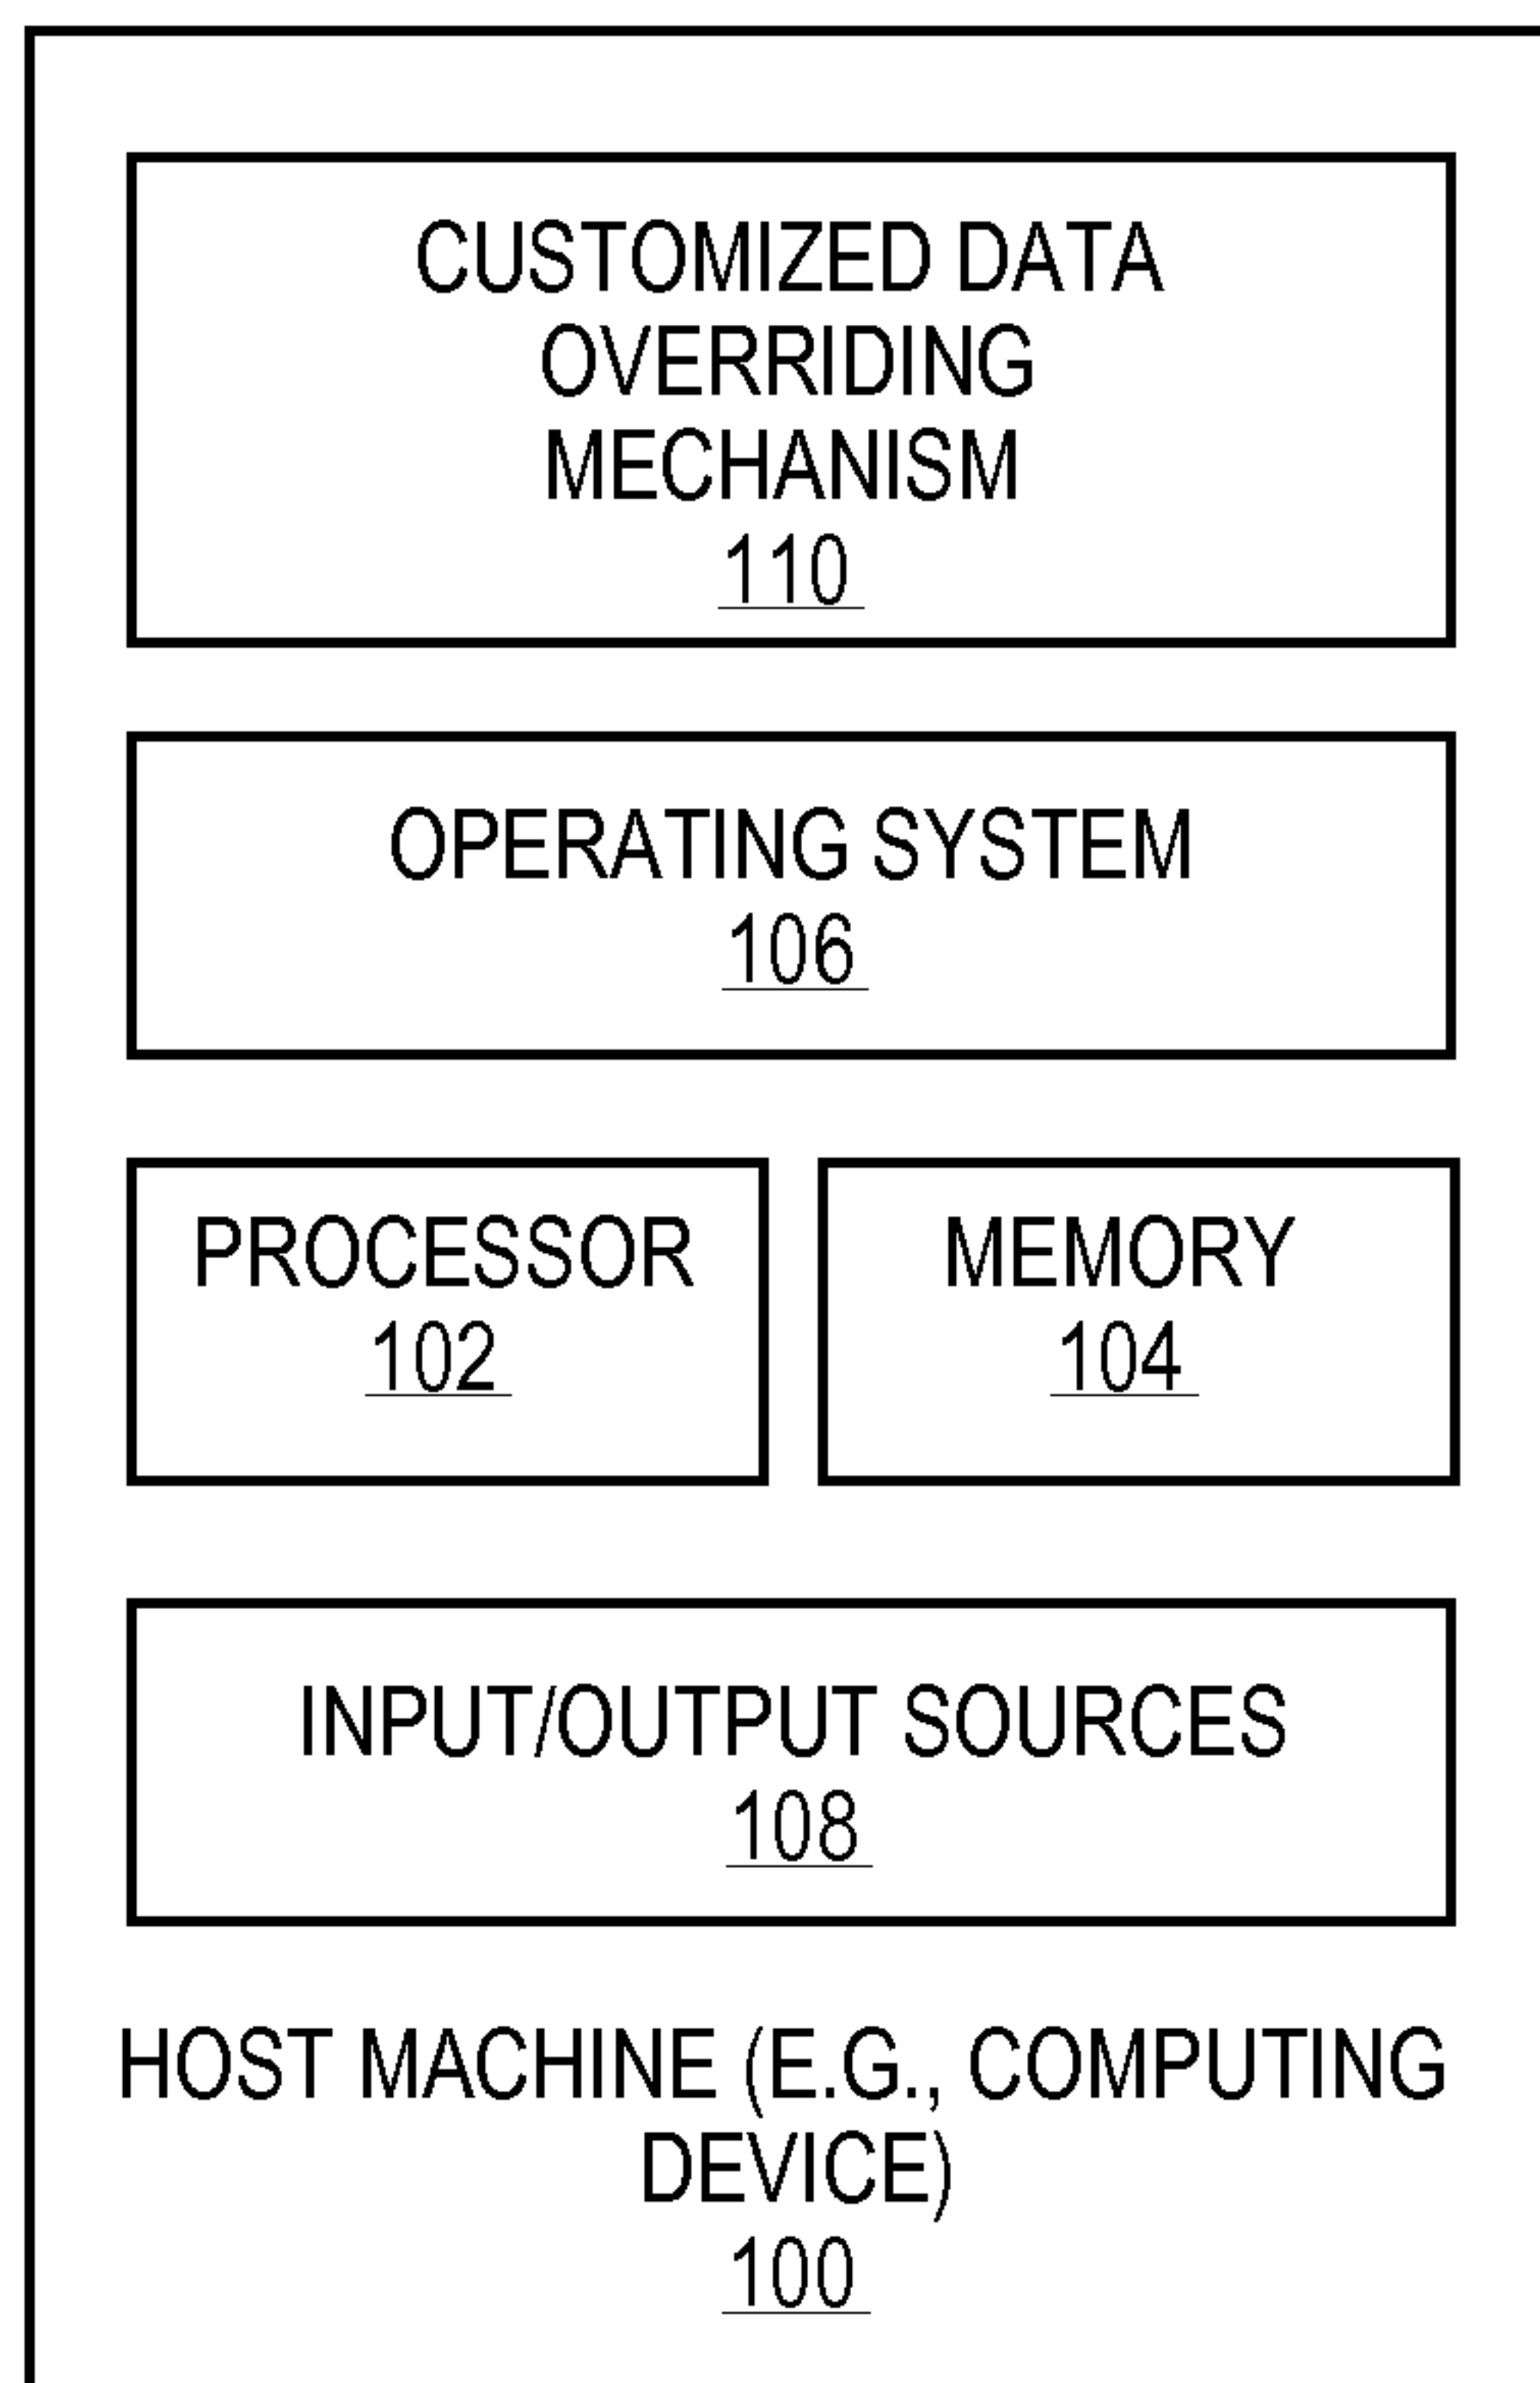 CUSTOMIZED DATA
OVERRIDING
MECHANISM
110
OPERATING SYSTEM
106
PROCESSOR
102
MEMORY
104
INPUT/OUTPUT SOURCES
108
HOST MACHINE (E.G., COMPUTING
DEVICE)
100